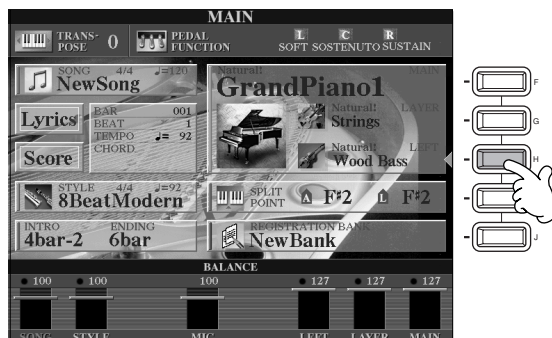 MAIN
TRANS-
POSE 0
PEDAL
FUNCTION
L C R
SOFT SOSTENUTO SUSTAIN
SONG 4/4 ♩=120
NewSong
Natural! MAIN
GrandPiano1
Lyrics
Score
BAR 001
BEAT 1
TEMPO ♩= 92
CHORD
Natural! LAYER
Strings
Natural! LEFT
Wood Bass
STYLE 4/4 ♩=92
8BeatModern
SPLIT
POINT A F♯2 L F♯2
INTRO ENDING
4bar-2 6bar
REGISTRATION BANK
NewBank
BALANCE
100 100 100 127 127 127
SONG STYLE MIC LEFT LAYER MAIN
F
G
H
J